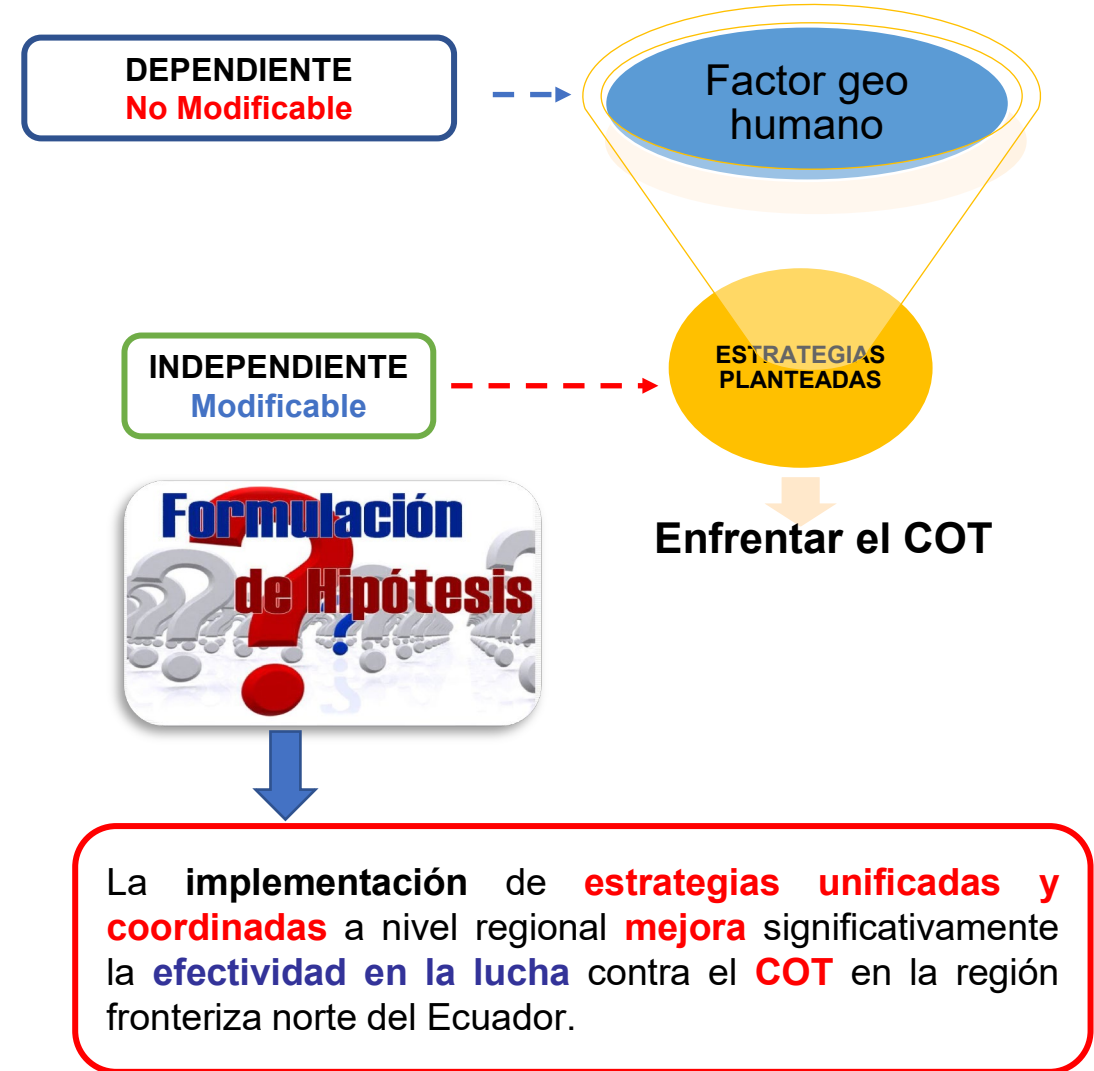 DEPENDIENTE
No Modificable
Factor geo
humano
INDEPENDIENTE
Modificable
ESTRATEGIAS
PLANTEADAS
Enfrentar el COT
Formulación
de Hipótesis
La implementación de estrategias unificadas y
coordinadas a nivel regional mejora significativamente
la efectividad en la lucha contra el COT en la región
fronteriza norte del Ecuador.